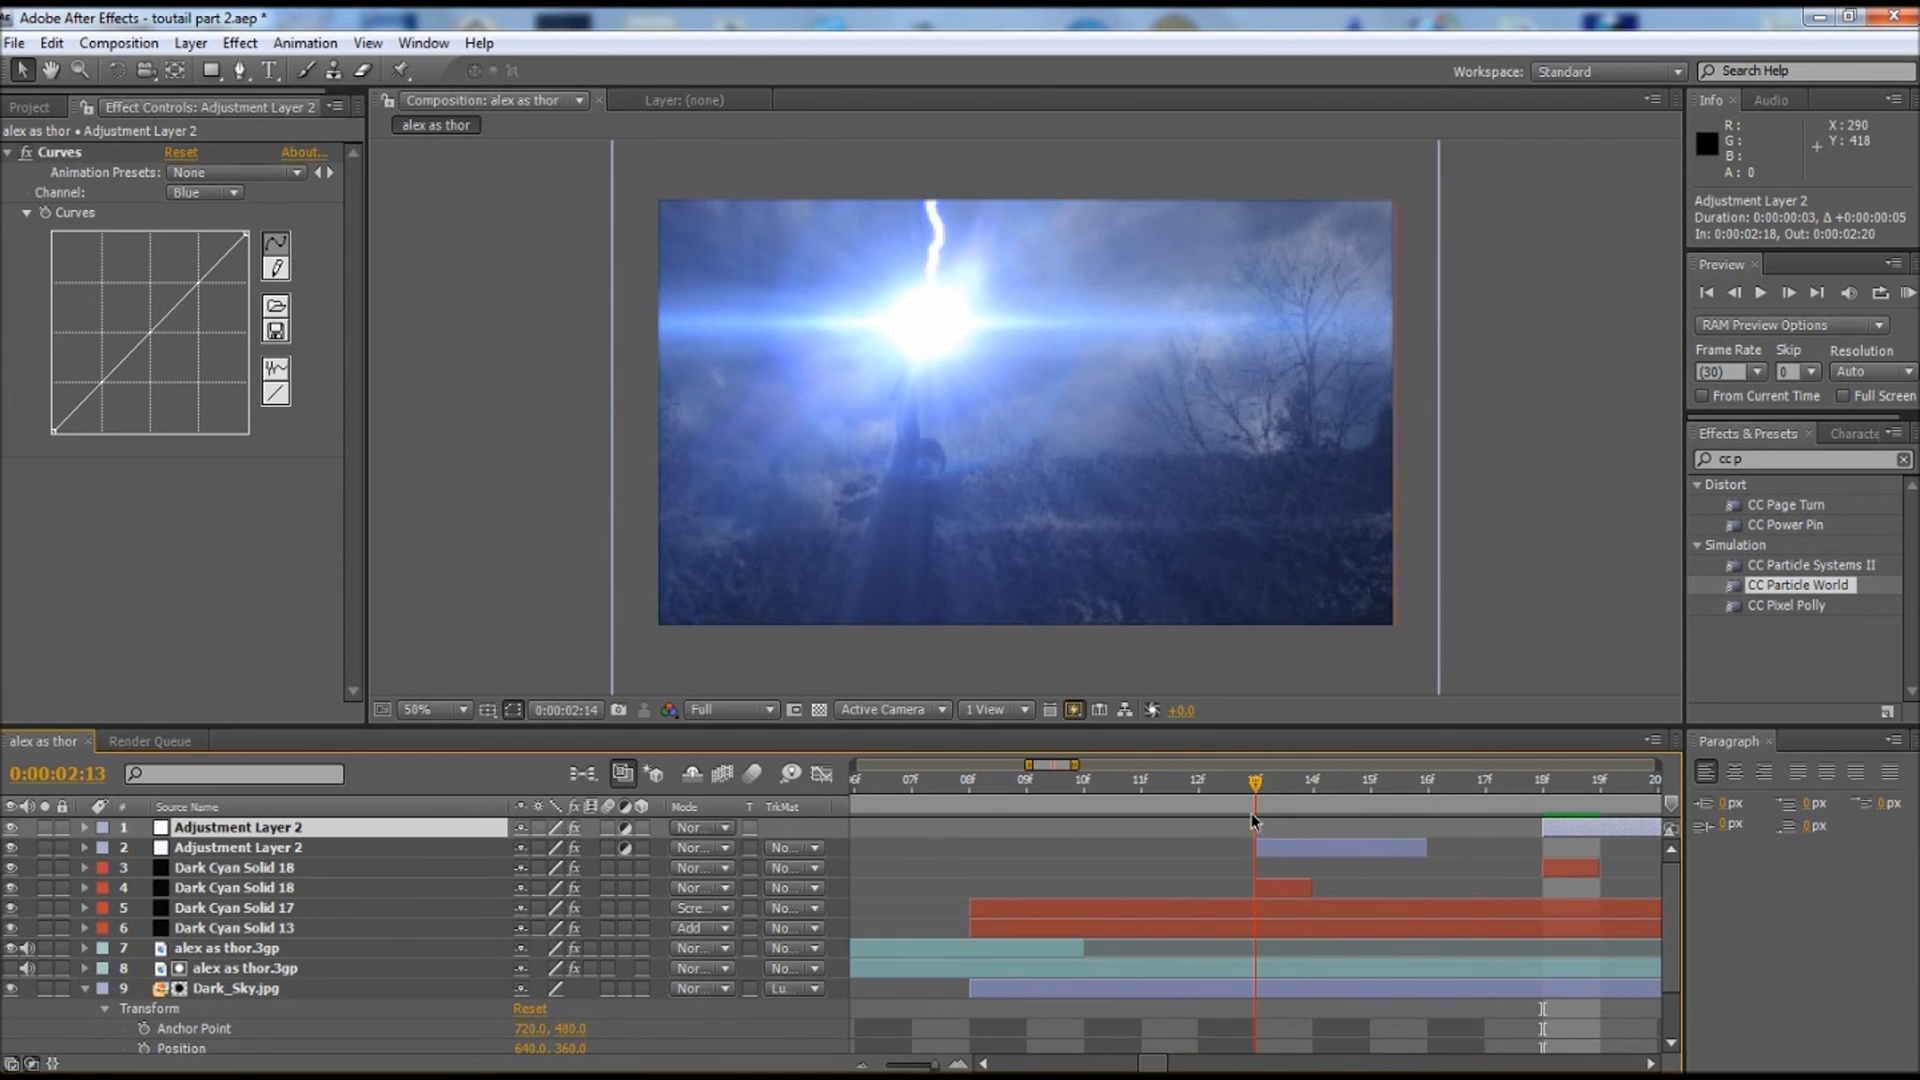 Adobe After Effects - toutail part 2.aep *
File Edit Composition Layer Effect Animation View Window Help
Workspace: Standard Search Help
Project Effect Controls: Adjustment Layer 2
alex as thor • Adjustment Layer 2
fx Curves Reset About...
Animation Presets: None
Channel: Blue
Curves
Composition: alex as thor Layer: (none)
alex as thor
50% 0:00:02:14 Full Active Camera 1 View +0.0
Info Audio
R: X: 290
G: Y: 418
B:
A: 0
Adjustment Layer 2
Duration: 0:00:00:03, Δ +0:00:00:05
In: 0:00:02:18, Out: 0:00:02:20
Preview
RAM Preview Options
Frame Rate Skip Resolution
(30) 0 Auto
From Current Time Full Screen
Effects & Presets Characte
cc p
Distort
CC Page Turn
CC Power Pin
Simulation
CC Particle Systems II
CC Particle World
CC Pixel Polly
Paragraph
0 px 0 px 0 px
0 px 0 px
alex as thor Render Queue
0:00:02:13 07f 08f 09f 10f 11f 12f 14f 15f 16f 17f 18f 19f 20
# Source Name fx Mode T TrkMat
1 Adjustment Layer 2 fx Nor...
2 Adjustment Layer 2 Nor... No...
3 Dark Cyan Solid 18 fx Nor... No...
4 Dark Cyan Solid 18 fx Nor... No...
5 Dark Cyan Solid 17 fx Scre... No...
6 Dark Cyan Solid 13 fx Add No...
7 alex as thor.3gp fx Nor... No...
8 alex as thor.3gp fx Nor... No...
9 Dark_Sky.jpg Nor... Lu...
Transform Reset
Anchor Point 720.0, 480.0
Position 640.0, 360.0